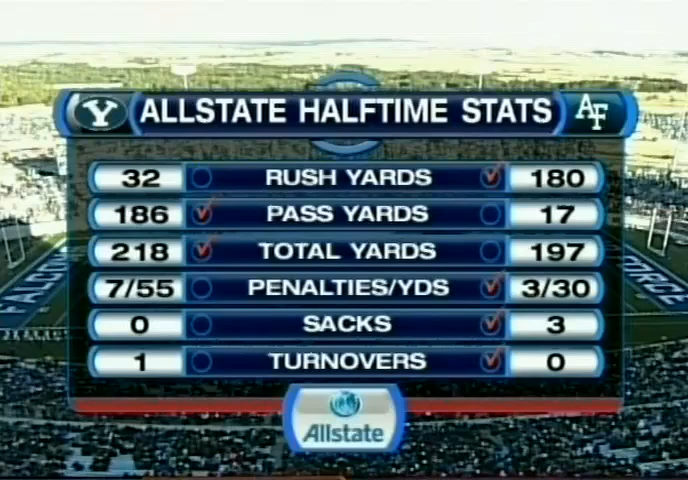 Y ALLSTATE HALFTIME STATS AF
32 RUSH YARDS 180
186 PASS YARDS 17
218 TOTAL YARDS 197
7/55 PENALTIES/YDS 3/30
0 SACKS 3
1 TURNOVERS 0
FALCON
FORCE
Allstate